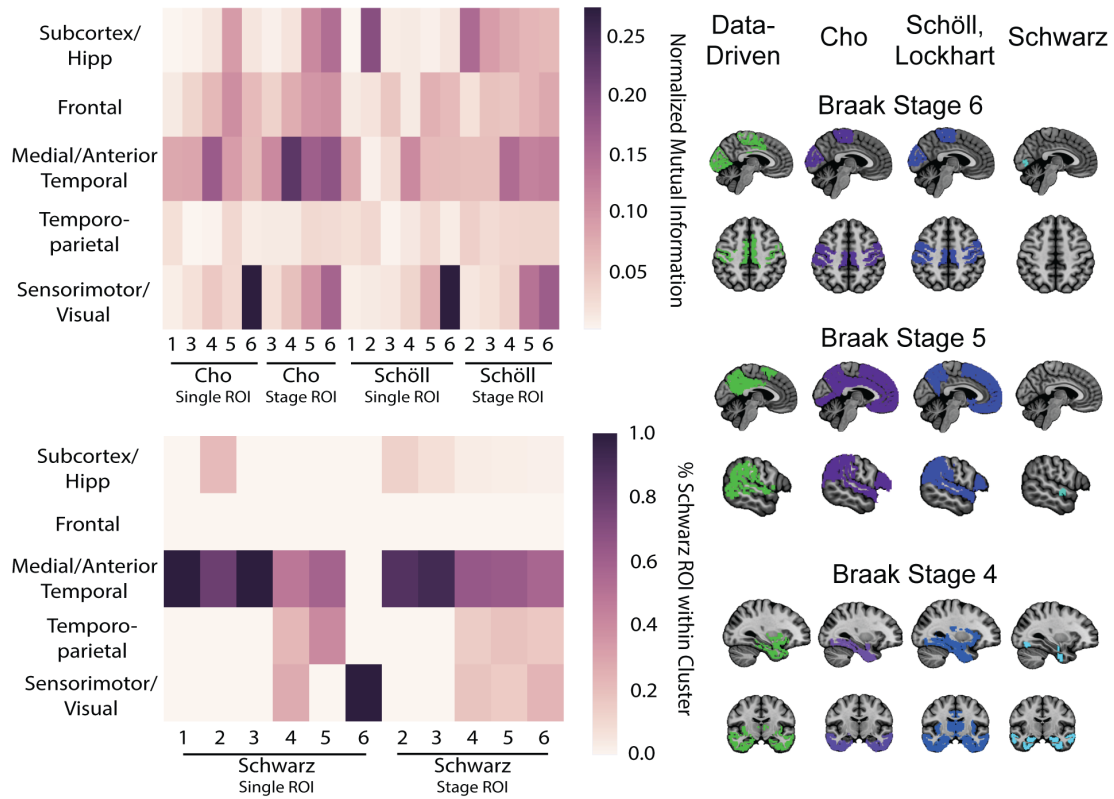 Subcortex/
Hipp
Frontal
Medial/Anterior
Temporal
Temporo-
parietal
Sensorimotor/
Visual
1 3 4 5 6 3 4 5 6 1 2 3 4 5 6 2 3 4 5 6
Cho Cho Schöll Schöll
Single ROI Stage ROI Single ROI Stage ROI
0.25
0.20
0.15
0.10
0.05
Normalized Mutual Information
Subcortex/
Hipp
Frontal
Medial/Anterior
Temporal
Temporo-
parietal
Sensorimotor/
Visual
1 2 3 4 5 6 2 3 4 5 6
Schwarz Schwarz
Single ROI Stage ROI
1.0
0.8
0.6
0.4
0.2
0.0
% Schwarz ROI within Cluster
Data-
Driven
Cho
Schöll,
Lockhart
Schwarz
Braak Stage 6
Braak Stage 5
Braak Stage 4